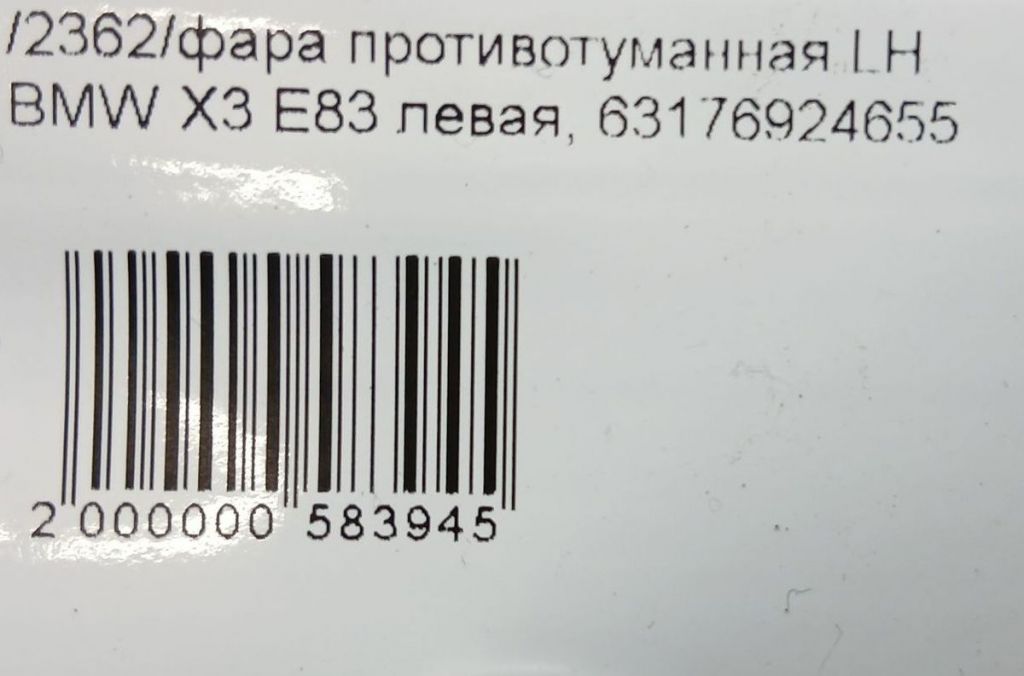 /2362/фара противотуманная LH
BMW X3 E83 левая, 63176924655
2 000000 583945